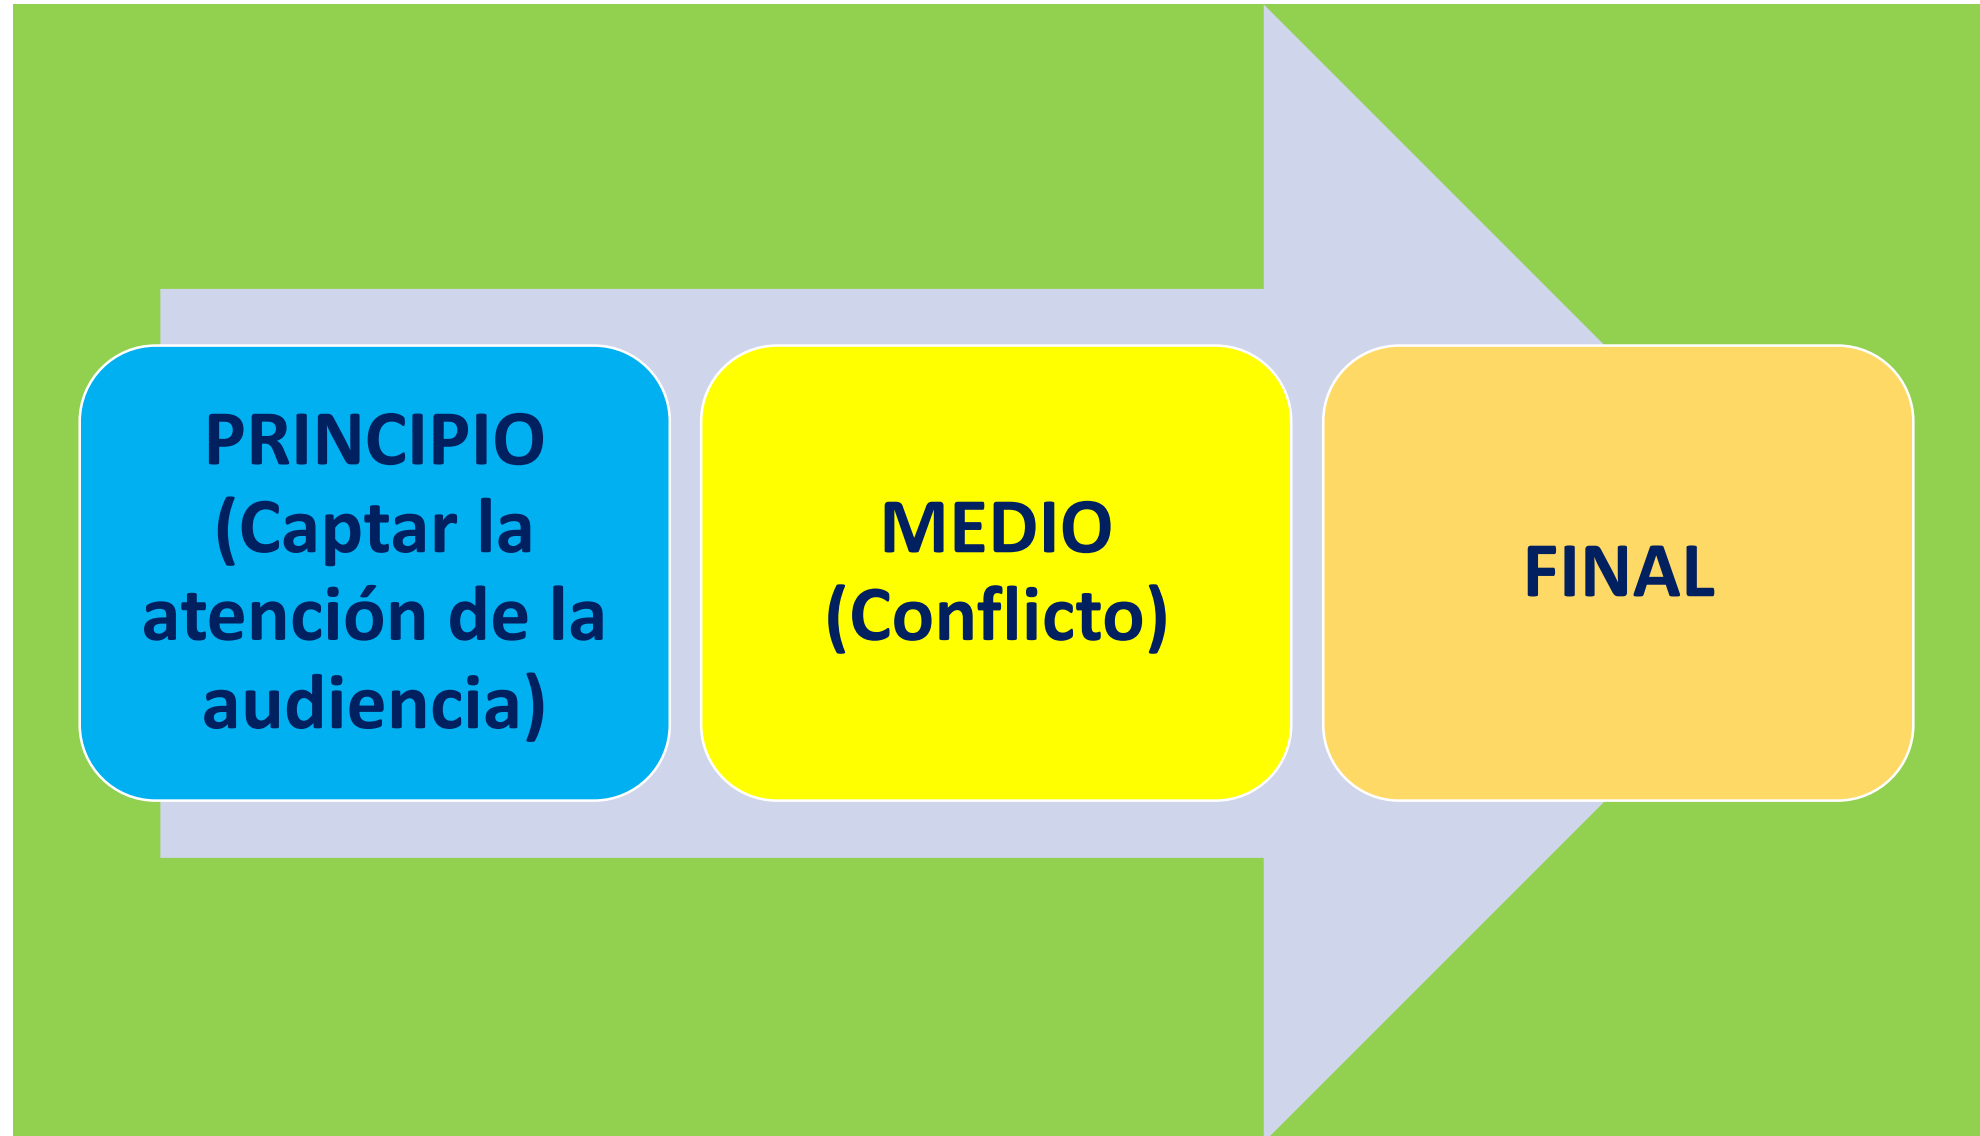 PRINCIPIO
(Captar la
atención de la
audiencia)
MEDIO
(Conflicto)
FINAL